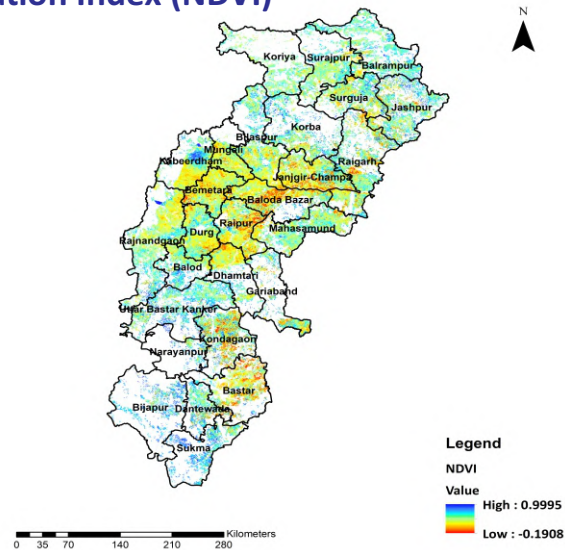 ation Index (NDVI)
N
Koriya
Surajpur
Balrampur
Surguja
Jashpur
Korba
Bilaspur
Mungali
Kabeerdham
Raigarh
Janjgir-Champa
Bemetara
Baloda Bazar
Raipur
Durg
Mahasamund
Rajnandgaon
Balod
Dhamtari
Gariaband
Uttar Bastar Kanker
Kondagaon
Narayanpur
Bastar
Bijapur
Dantewada
Sukma
Legend
NDVI
Value
High : 0.9995
Low : -0.1908
Kilometers
0 35 70 140 210 280